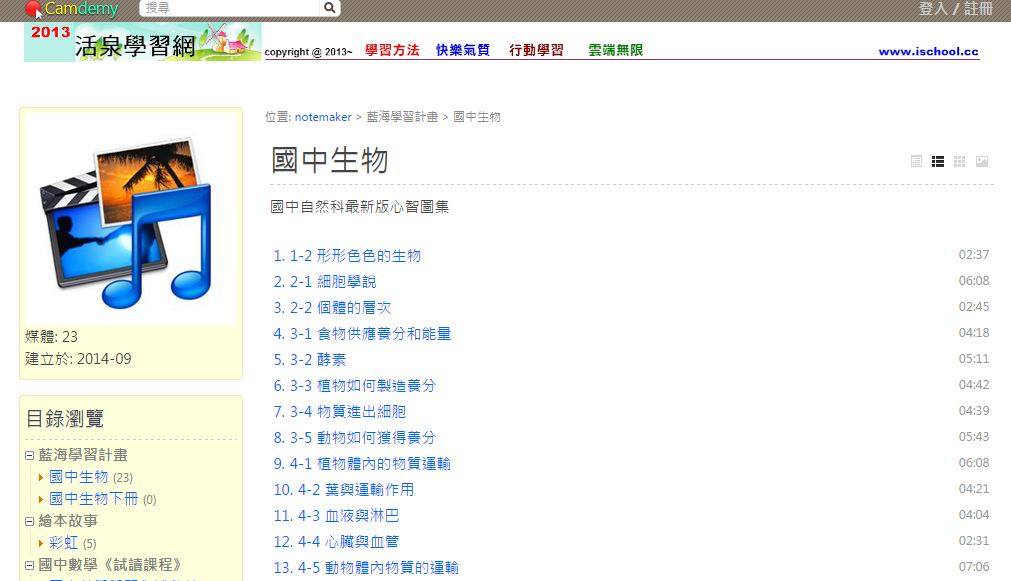 Camdemy 搜尋 登入 / 註冊
2013 活泉學習網 copyright @ 2013~ 學習方法 快樂氣質 行動學習 雲端無限 www.ischool.cc
位置: notemaker > 藍海學習計畫 > 國中生物
國中生物
國中自然科最新版心智圖集
1. 1-2 形形色色的生物 02:37
2. 2-1 細胞學說 06:08
3. 2-2 個體的層次 02:45
4. 3-1 食物供應養分和能量 04:18
5. 3-2 酵素 05:11
6. 3-3 植物如何製造養分 04:42
7. 3-4 物質進出細胞 04:39
8. 3-5 動物如何獲得養分 05:43
9. 4-1 植物體內的物質運輸 06:08
10. 4-2 葉與運輸作用 04:21
11. 4-3 血液與淋巴 04:04
12. 4-4 心臟與血管 02:31
13. 4-5 動物體內物質的運輸 07:06
媒體: 23
建立於: 2014-09
目錄瀏覽
藍海學習計畫
國中生物 (23)
國中生物下冊 (0)
繪本故事
彩虹 (5)
國中數學《試讀課程》